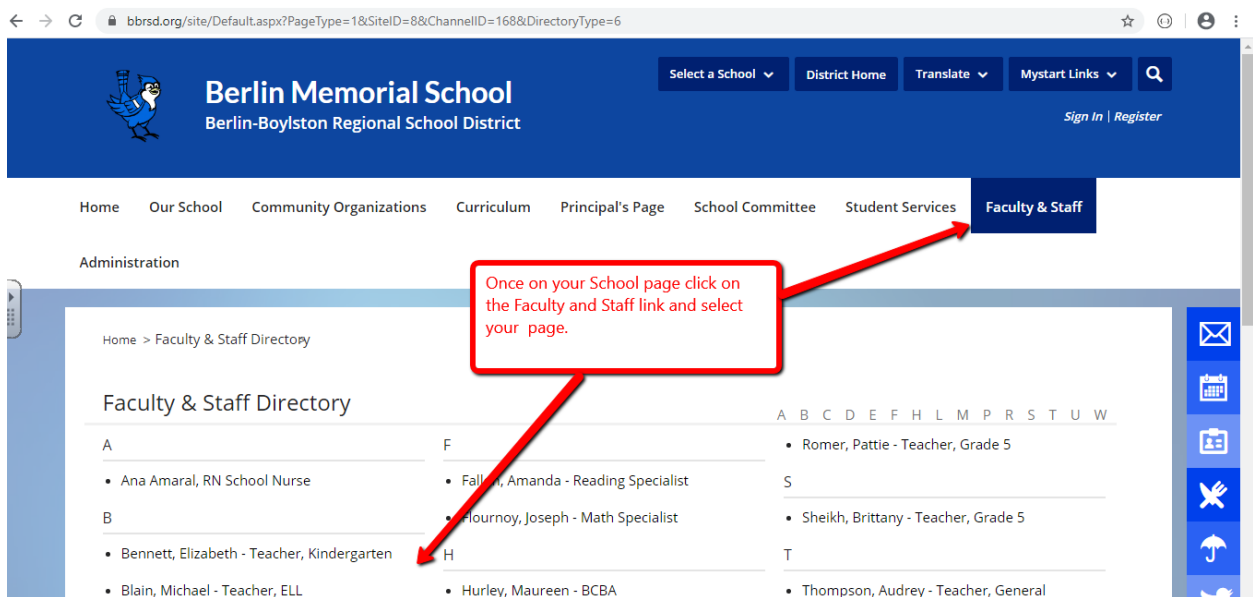 bbrsd.org/site/Default.aspx?PageType=1&SiteID=8&ChannelID=168&DirectoryType=6
Select a School District Home Translate Mystart Links
Berlin Memorial School
Berlin-Boylston Regional School District
Sign In | Register
Home Our School Community Organizations Curriculum Principal's Page School Committee Student Services Faculty & Staff
Administration
Once on your School page click on
the Faculty and Staff link and select
your page.
Home > Faculty & Staff Directory
Faculty & Staff Directory
A B C D E F H L M P R S T U W
A
• Ana Amaral, RN School Nurse
B
• Bennett, Elizabeth - Teacher, Kindergarten
• Blain, Michael - Teacher, ELL
F
• Fallon, Amanda - Reading Specialist
• Flournoy, Joseph - Math Specialist
H
• Hurley, Maureen - BCBA
• Romer, Pattie - Teacher, Grade 5
S
• Sheikh, Brittany - Teacher, Grade 5
T
• Thompson, Audrey - Teacher, General